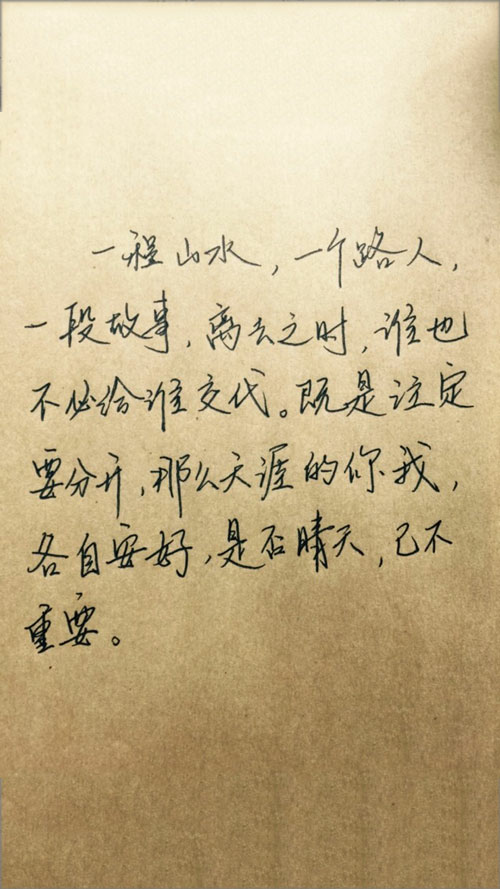 一程山水，一个路人，
一段故事，离去之时，谁也
不必给谁交代。既是注定
要分开，那么天涯的你我，
各自安好，是否晴天，已不
重要。